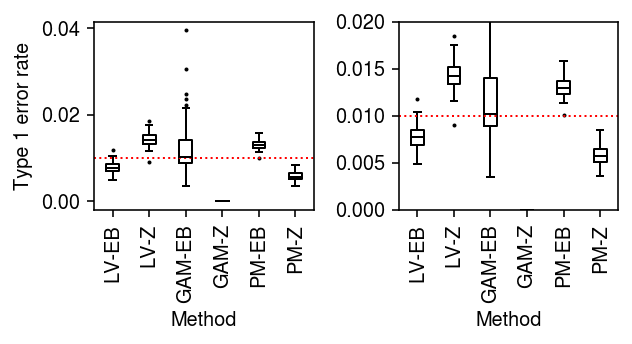 Type 1 error rate
0.04
0.02
0.00
LV-EB
LV-Z
GAM-EB
GAM-Z
PM-EB
PM-Z
Method
0.020
0.015
0.010
0.005
0.000
LV-EB
LV-Z
GAM-EB
GAM-Z
PM-EB
PM-Z
Method